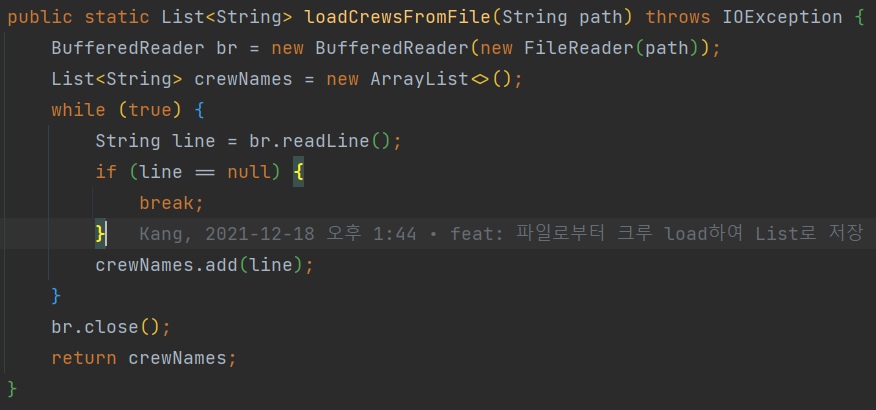 public static List<String> loadCrewsFromFile(String path) throws IOException {
    BufferedReader br = new BufferedReader(new FileReader(path));
    List<String> crewNames = new ArrayList<>();
    while (true) {
        String line = br.readLine();
        if (line == null) {
            break;
        }   Kang, 2021-12-18 오후 1:44 • feat: 파일로부터 크루 load하여 List로 저장
        crewNames.add(line);
    }
    br.close();
    return crewNames;
}